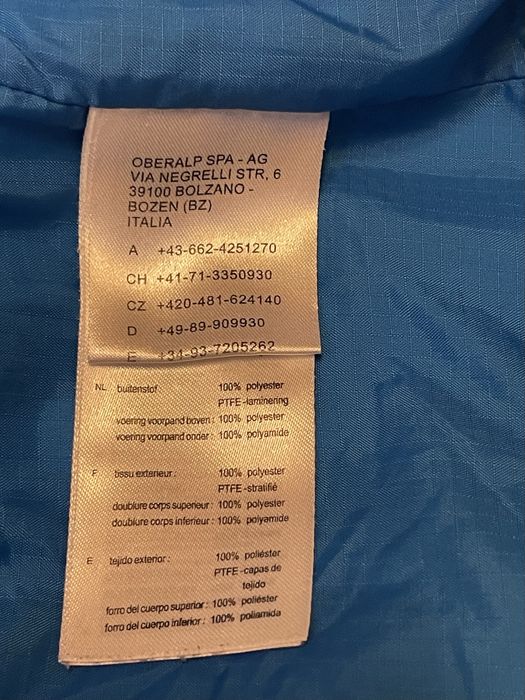 OBERALP SPA - AG
VIA NEGRELLI STR, 6
39100 BOLZANO -
BOZEN (BZ)
ITALIA
A +43-662-4251270
CH +41-71-3350930
CZ +420-481-624140
D +49-89-909930
E +34-93-7205262
NL buitenstof 100% polyester
PTFE-laminering
voering voorpand boven: 100% polyester
voering voorpand onder: 100% polyamide
F tissu exterieur: 100% polyester
PTFE-stratifié
doublure corps superieur: 100% polyester
doublure corps inferieur: 100% polyamide
E tejido exterior: 100% poliéster
PTFE-capas de
tejido
forro del cuerpo superior: 100% poliéster
forro del cuerpo inferior: 100% poliamida